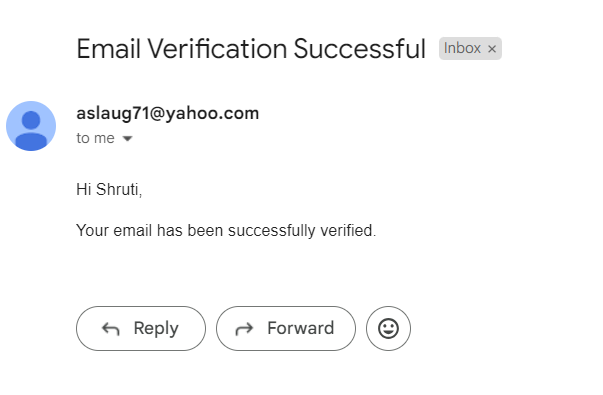 Email Verification Successful Inbox ×
aslaug71@yahoo.com
to me
Hi Shruti,
Your email has been successfully verified.
Reply Forward